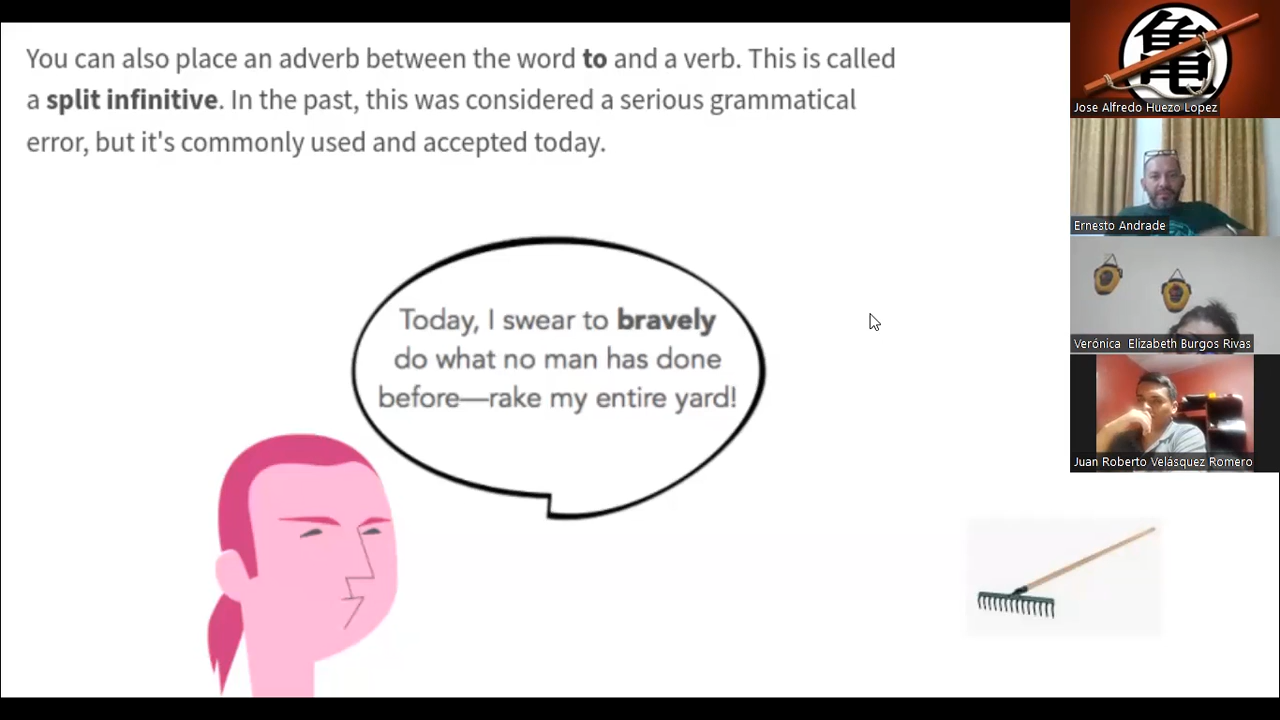 You can also place an adverb between the word to and a verb. This is called
a split infinitive. In the past, this was considered a serious grammatical
error, but it's commonly used and accepted today.
Today, I swear to bravely
do what no man has done
before—rake my entire yard!
亀
Jose Alfredo Huezo Lopez
Ernesto Andrade
Verónica  Elizabeth Burgos Rivas
Juan Roberto Velásquez Romero